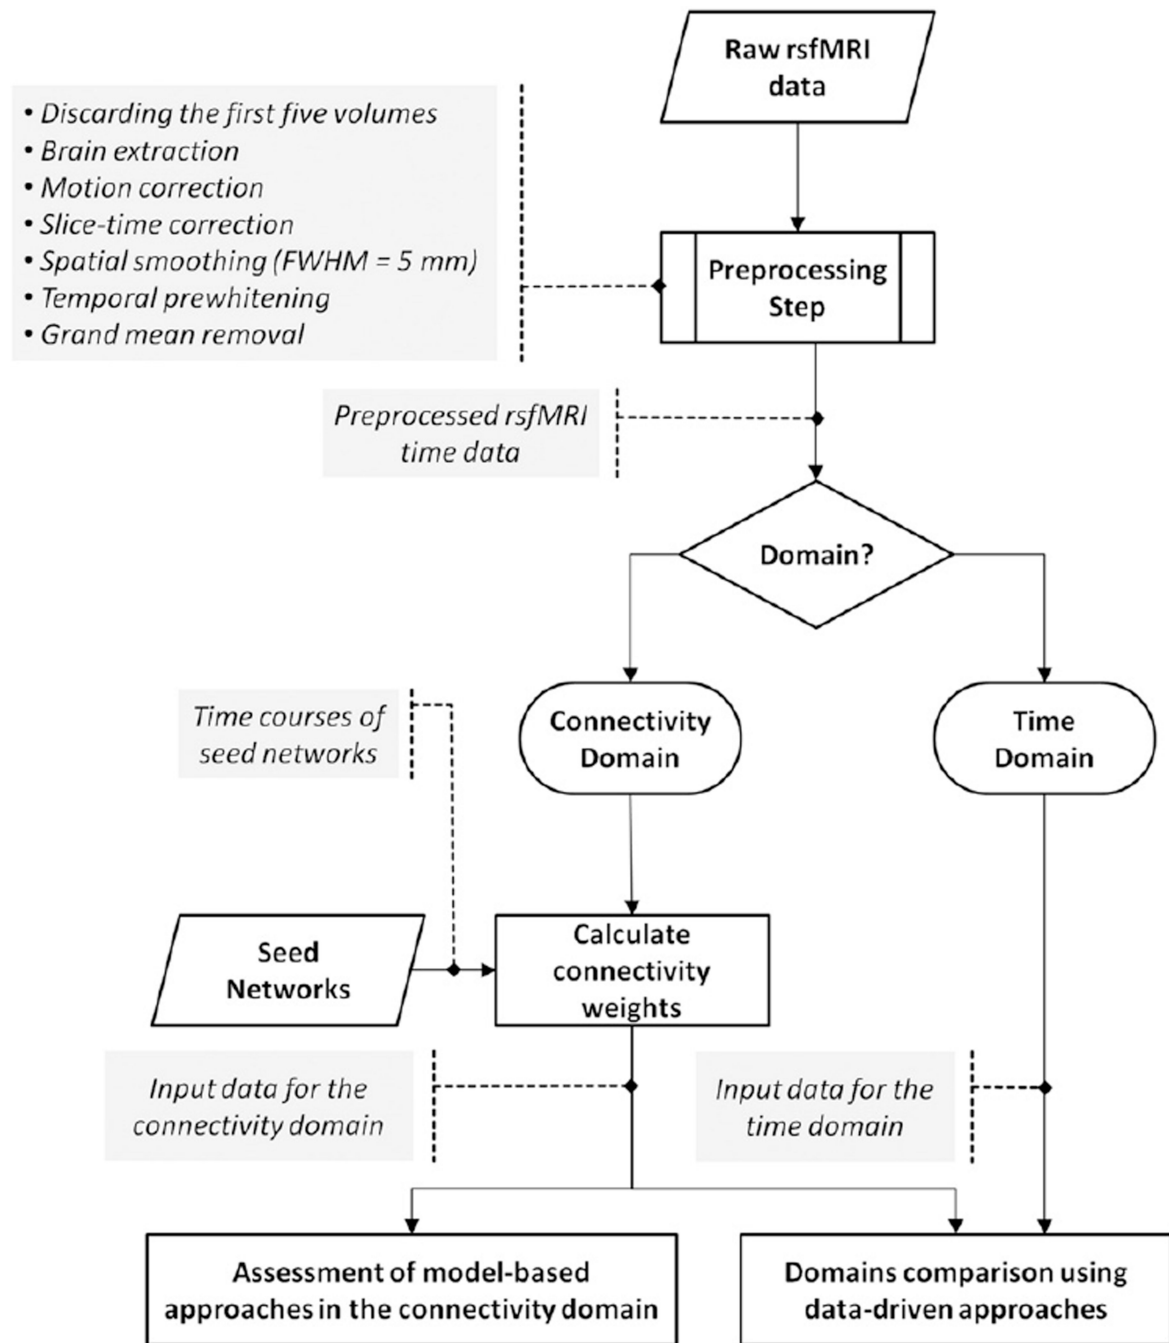 Raw rsfMRI
data
• Discarding the first five volumes
• Brain extraction
• Motion correction
• Slice-time correction
• Spatial smoothing (FWHM = 5 mm)
• Temporal prewhitening
• Grand mean removal
Preprocessing
Step
Preprocessed rsfMRI
time data
Domain?
Time courses of
seed networks
Connectivity
Domain
Time
Domain
Seed
Networks
Calculate
connectivity
weights
Input data for the
connectivity domain
Input data for the
time domain
Assessment of model-based
approaches in the connectivity domain
Domains comparison using
data-driven approaches